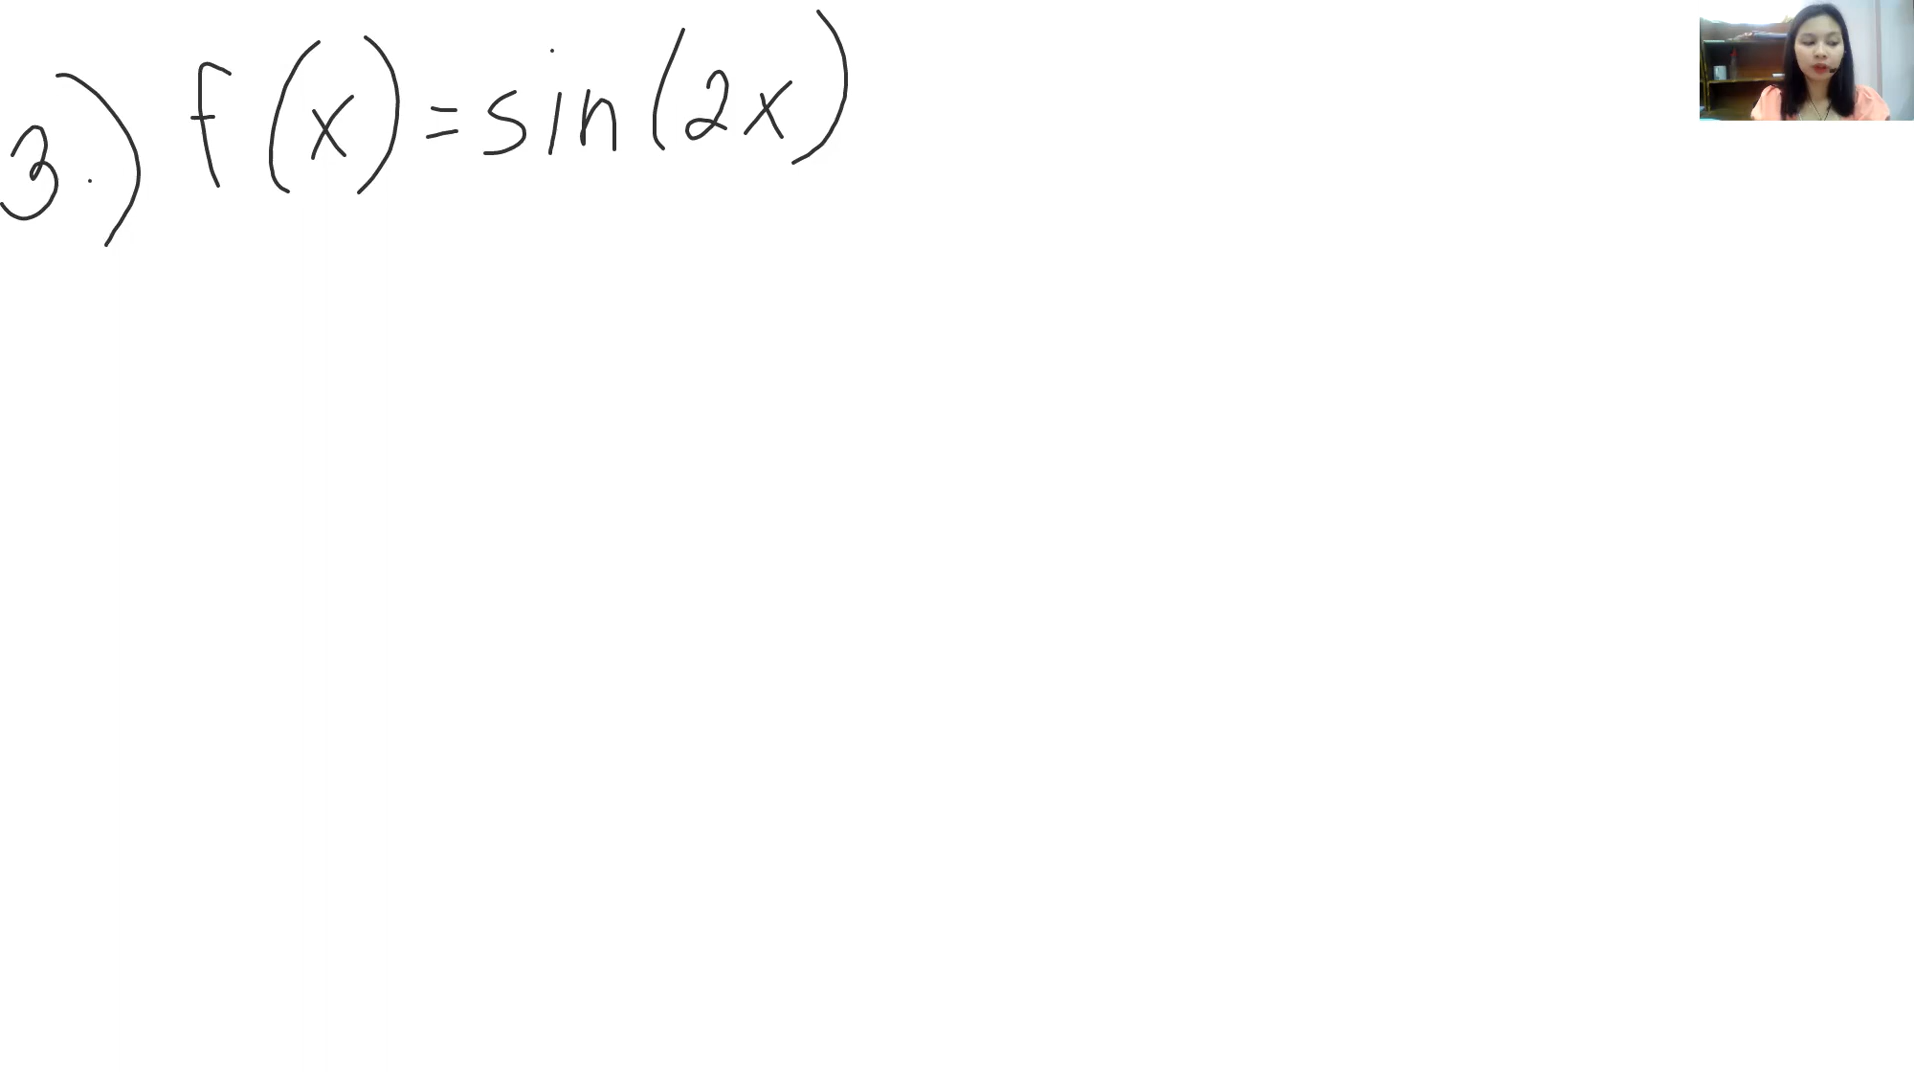 3.) f(x) = sin(2x)